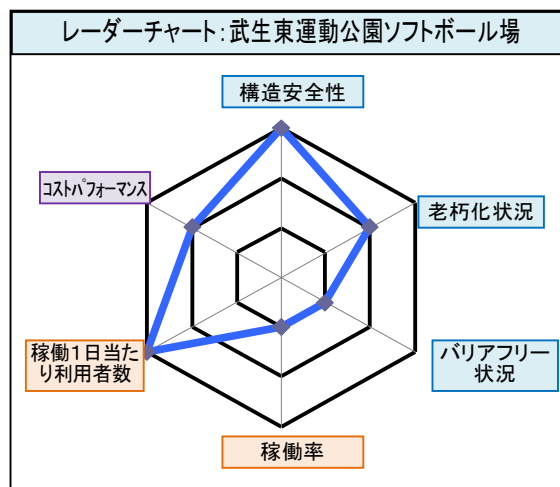 レーダーチャート：武生東運動公園ソフトボール場
構造安全性
コストパフォーマンス
老朽化状況
稼働１日当た
り利用者数
バリアフリー
状況
稼働率